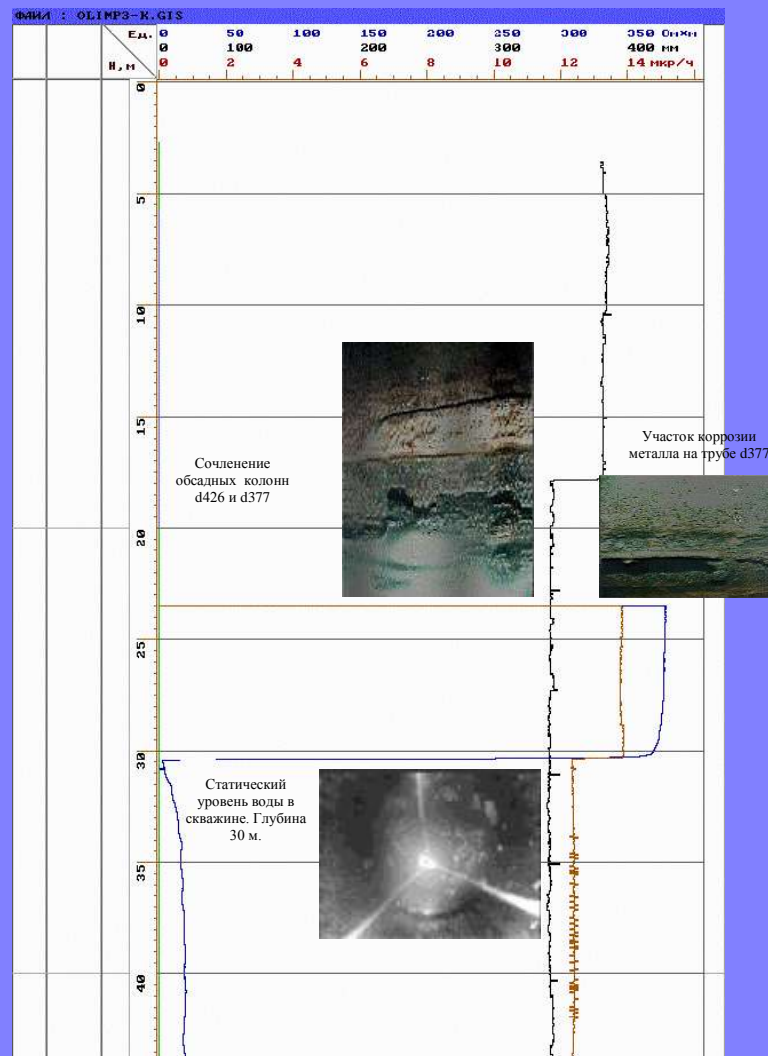 ФАЙЛ : OLIMP3-K.GIS
Ед. 0 50 100 150 200 250 300 350 Омхм
0 100 200 300 400 мм
Н,м 0 2 4 6 8 10 12 14 мкр/ч
0
5
10
15
Участок коррозии
металла на трубе d377
Сочленение
обсадных колонн
d426 и d377
20
25
30
Статический
уровень воды в
скважине. Глубина
30 м.
35
40